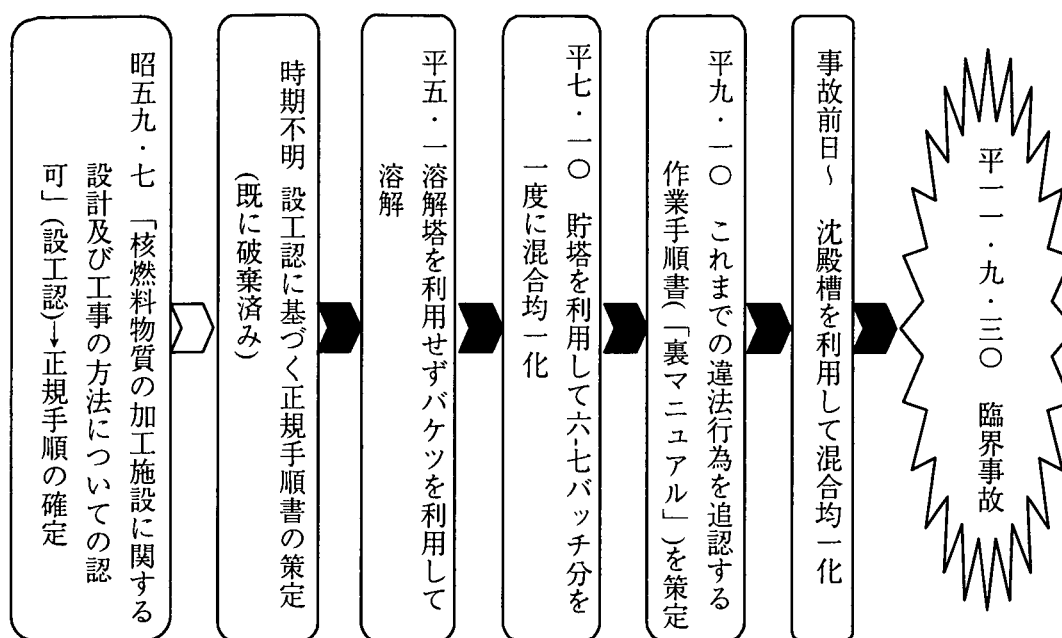 昭五九・七　「核燃料物質の加工施設に関する
設計及び工事の方法についての認
可」(設工認)→正規手順の確定
時期不明　設工認に基づく正規手順書の策定
(既に破棄済み)
平五・一　溶解塔を利用せずバケツを利用して
溶解
平七・一〇　貯塔を利用して六-七バッチ分を
一度に混合均一化
平九・一〇　これまでの違法行為を追認する
作業手順書(「裏マニュアル」)を策定
事故前日～　沈殿槽を利用して混合均一化
平一一・九・三〇　臨界事故